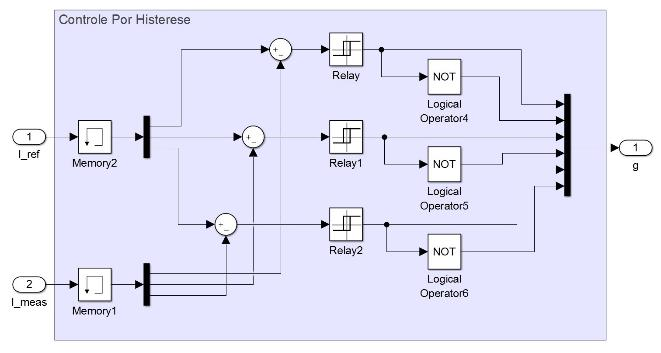 Controle Por Histerese
+
-
Relay
NOT
Logical
Operator4
1
I_ref
Memory2
+
-
Relay1
NOT
Logical
Operator5
1
g
+
-
Relay2
NOT
Logical
Operator6
2
I_meas
Memory1